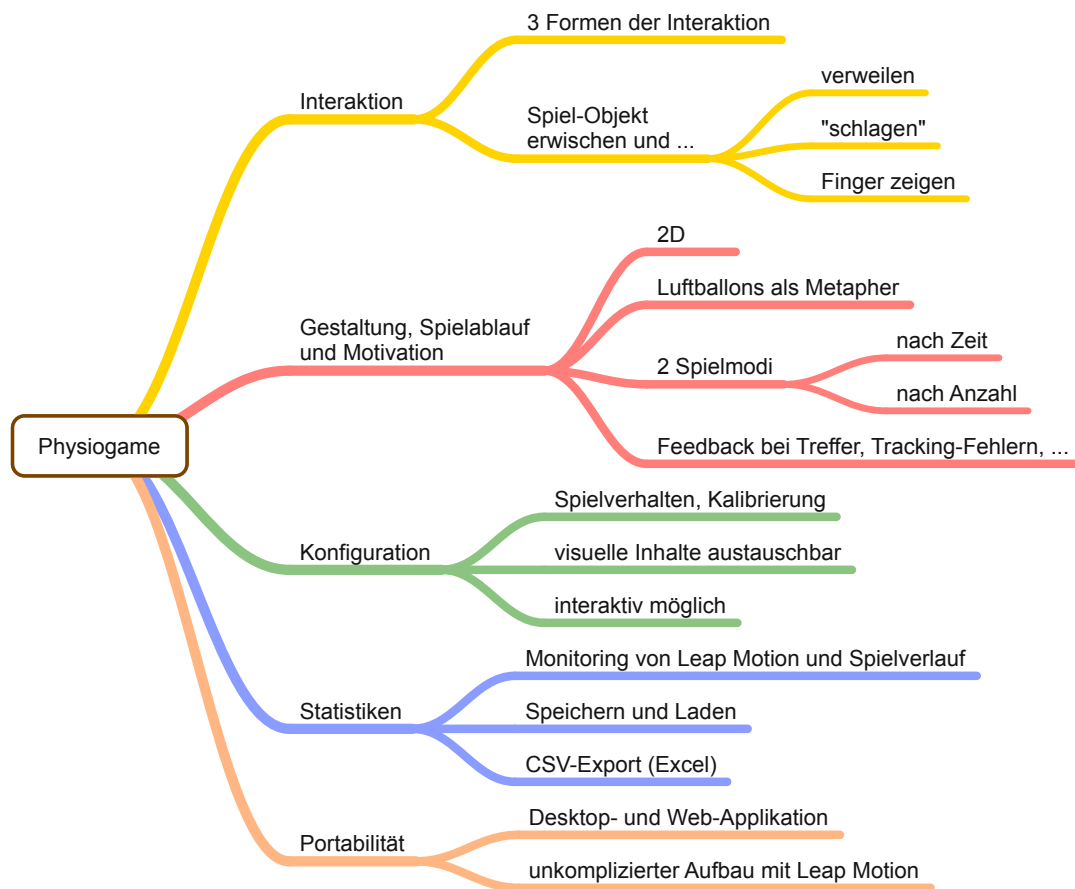 Physiogame
Interaktion
3 Formen der Interaktion
Spiel-Objekt
erwischen und ...
verweilen
"schlagen"
Finger zeigen
Gestaltung, Spielablauf
und Motivation
2D
Luftballons als Metapher
2 Spielmodi
nach Zeit
nach Anzahl
Feedback bei Treffer, Tracking-Fehlern, ...
Konfiguration
Spielverhalten, Kalibrierung
visuelle Inhalte austauschbar
interaktiv möglich
Statistiken
Monitoring von Leap Motion und Spielverlauf
Speichern und Laden
CSV-Export (Excel)
Portabilität
Desktop- und Web-Applikation
unkomplizierter Aufbau mit Leap Motion